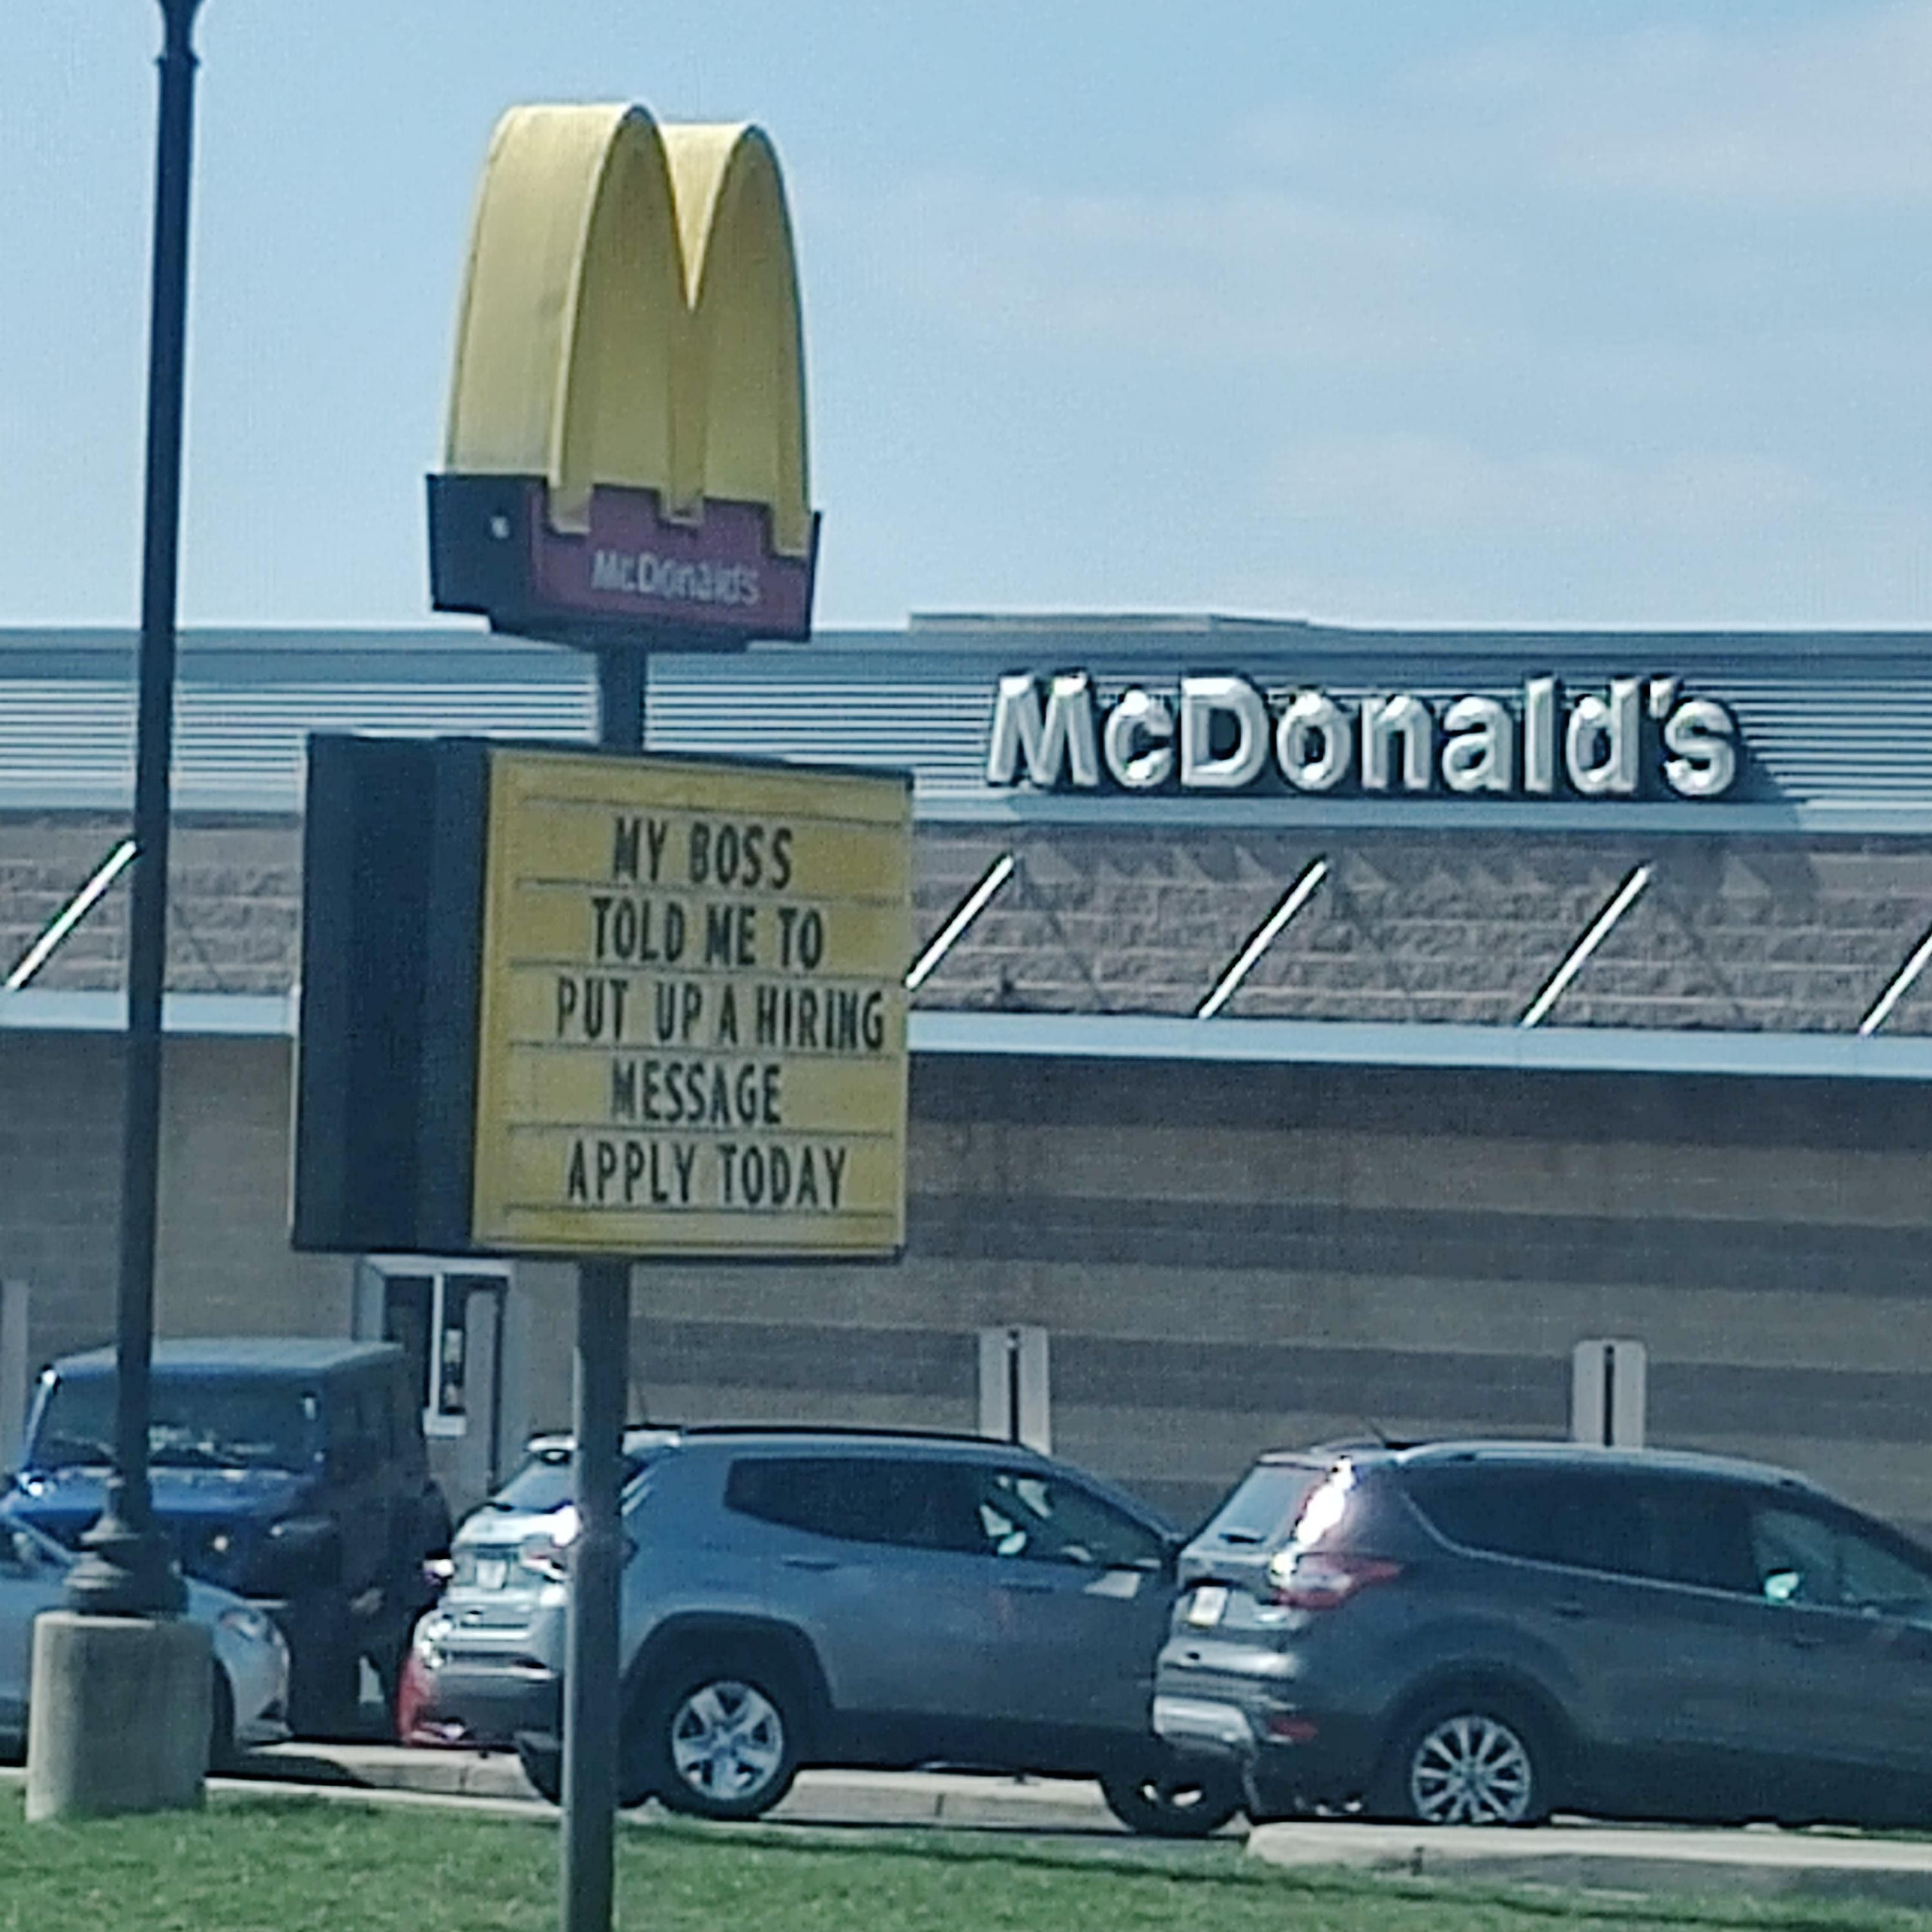 McDonald's
McDonald's
MY BOSS
TOLD ME TO
PUT UP A HIRING
MESSAGE
APPLY TODAY